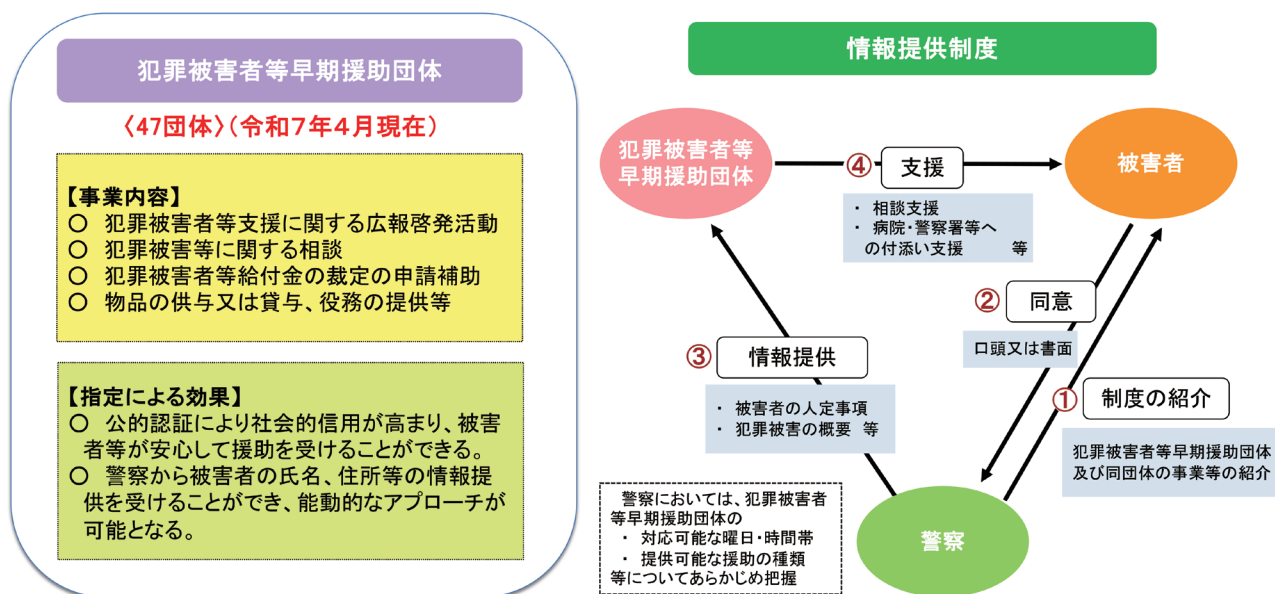 犯罪被害者等早期援助団体
〈47団体〉（令和7年4月現在）
【事業内容】
○ 犯罪被害者等支援に関する広報啓発活動
○ 犯罪被害等に関する相談
○ 犯罪被害者等給付金の裁定の申請補助
○ 物品の供与又は貸与、役務の提供等
【指定による効果】
○ 公的認証により社会的信用が高まり、被害
者等が安心して援助を受けることができる。
○ 警察から被害者の氏名、住所等の情報提
供を受けることができ、能動的なアプローチが
可能となる。
情報提供制度
犯罪被害者等
早期援助団体
④ 支援
被害者
・ 相談支援
・ 病院・警察署等へ
の付添い支援 等
② 同意
口頭又は書面
③ 情報提供
・ 被害者の人定事項
・ 犯罪被害の概要 等
① 制度の紹介
犯罪被害者等早期援助団体
及び同団体の事業等の紹介
警察においては、犯罪被害者
等早期援助団体の
・ 対応可能な曜日・時間帯
・ 提供可能な援助の種類
等についてあらかじめ把握
警察